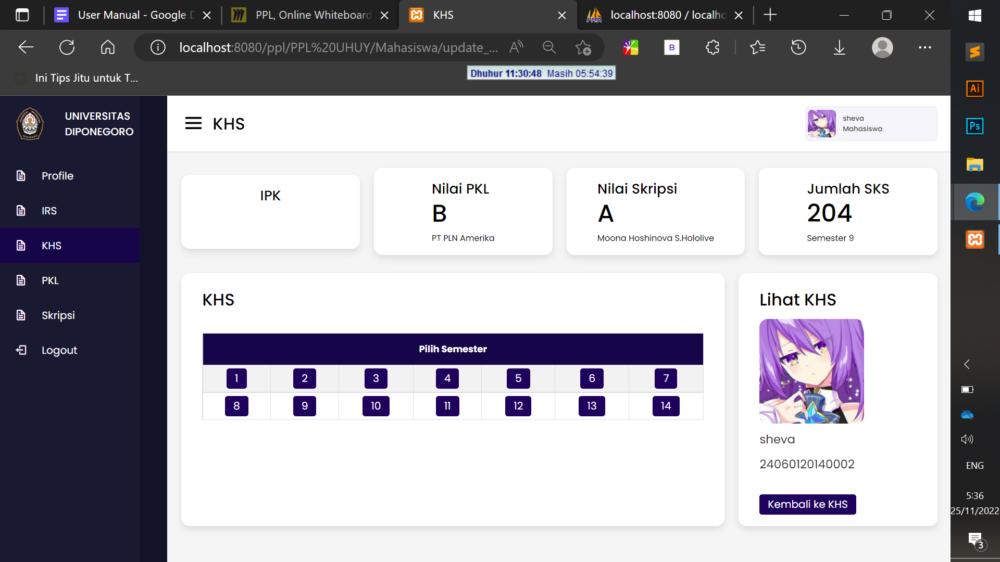 User Manual - Google D
PPL, Online Whiteboard
KHS
localhost:8080 / localho
localhost:8080/ppl/PPL%20UHUY/Mahasiswa/update_...
B
Ini Tips Jitu untuk T...
Dhuhur 11:30:48 Masih 05:54:39
UNIVERSITAS
DIPONEGORO
Profile
IRS
KHS
PKL
Skripsi
Logout
KHS
sheva
Mahasiswa
IPK
Nilai PKL
B
PT PLN Amerika
Nilai Skripsi
A
Moona Hoshinova S.Hololive
Jumlah SKS
204
Semester 9
KHS
Pilih Semester
1 2 3 4 5 6 7
8 9 10 11 12 13 14
Lihat KHS
sheva
24060120140002
Kembali ke KHS
Ai
Ps
ENG
5:36
25/11/2022
3